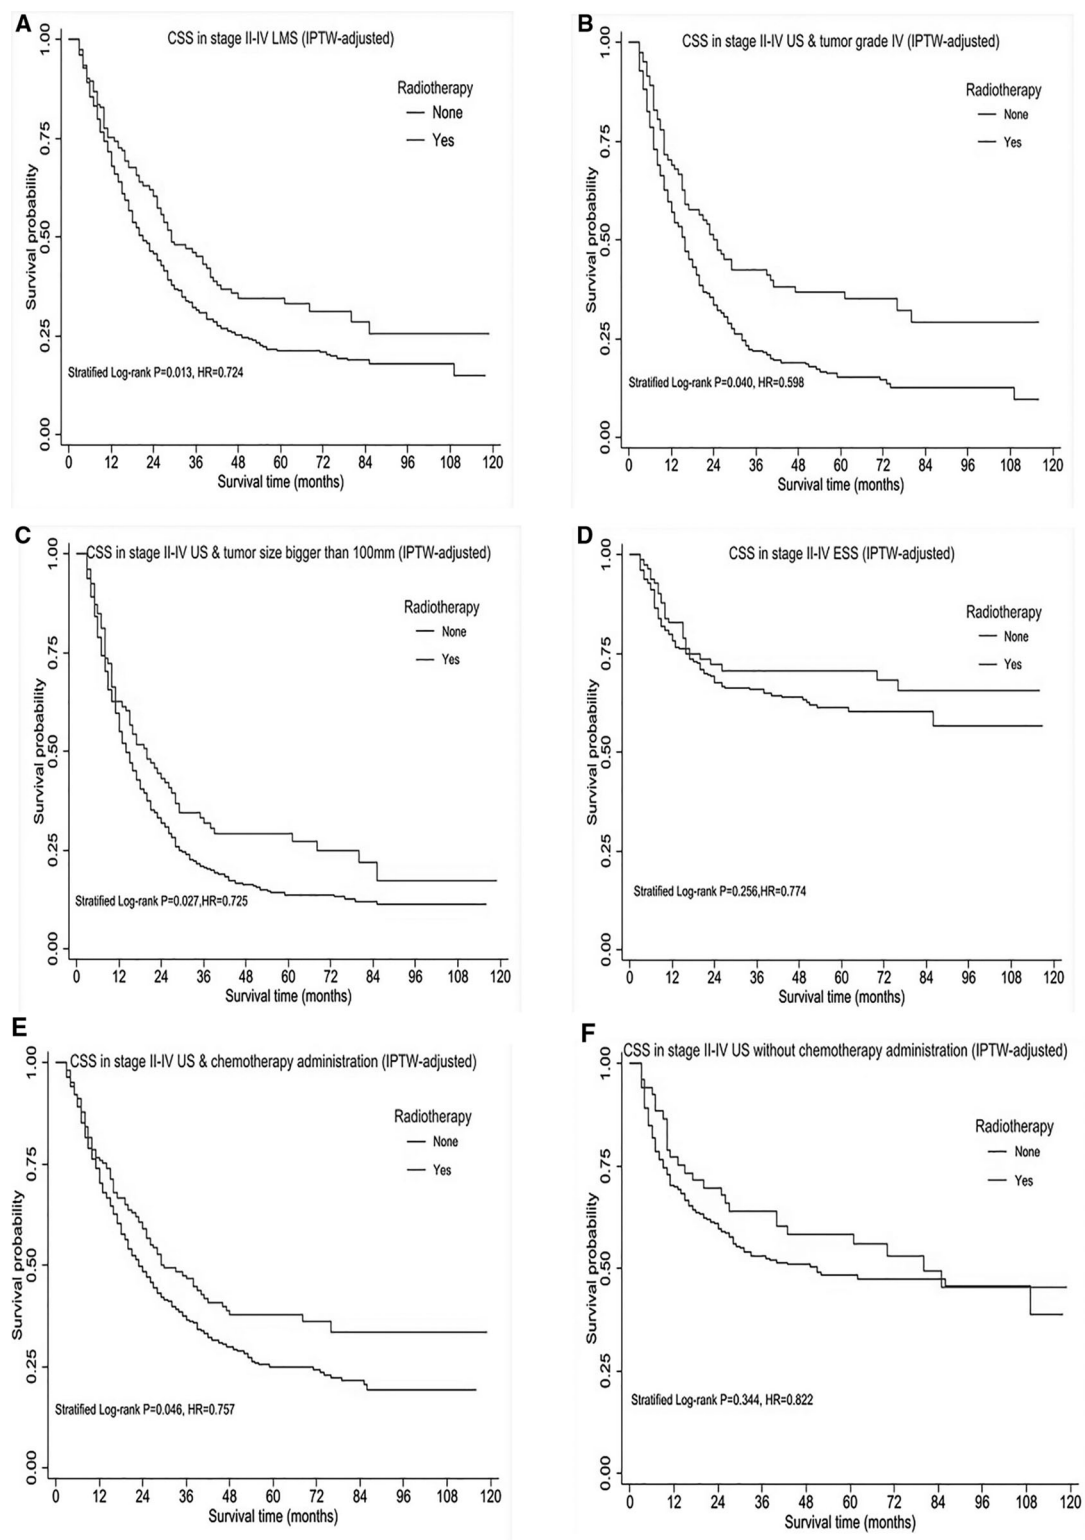 A
CSS in stage II-IV LMS (IPTW-adjusted)
Radiotherapy
None
Yes
Survival probability
1.00
0.75
0.50
0.25
0.00
Stratified Log-rank P=0.013, HR=0.724
0 12 24 36 48 60 72 84 96 108 120
Survival time (months)
B
CSS in stage II-IV US & tumor grade IV (IPTW-adjusted)
Radiotherapy
None
Yes
Survival probability
1.00
0.75
0.50
0.25
0.00
Stratified Log-rank P=0.040, HR=0.598
0 12 24 36 48 60 72 84 96 108 120
Survival time (months)
C
CSS in stage II-IV US & tumor size bigger than 100mm (IPTW-adjusted)
Radiotherapy
None
Yes
Survival probability
1.00
0.75
0.50
0.25
0.00
Stratified Log-rank P=0.027,HR=0.725
0 12 24 36 48 60 72 84 96 108 120
Survival time (months)
D
CSS in stage II-IV ESS (IPTW-adjusted)
Radiotherapy
None
Yes
Survival probability
1.00
0.75
0.50
0.25
0.00
Stratified Log-rank P=0.256,HR=0.774
0 12 24 36 48 60 72 84 96 108 120
Survival time (months)
E
CSS in stage II-IV US & chemotherapy administration (IPTW-adjusted)
Radiotherapy
None
Yes
Survival probability
1.00
0.75
0.50
0.25
0.00
Stratified Log-rank P=0.046, HR=0.757
0 12 24 36 48 60 72 84 96 108 120
Survival time (months)
F
CSS in stage II-IV US without chemotherapy administration (IPTW-adjusted)
Radiotherapy
None
Yes
Survival probability
1.00
0.75
0.50
0.25
0.00
Stratified Log-rank P=0.344, HR=0.822
0 12 24 36 48 60 72 84 96 108 120
Survival time (months)